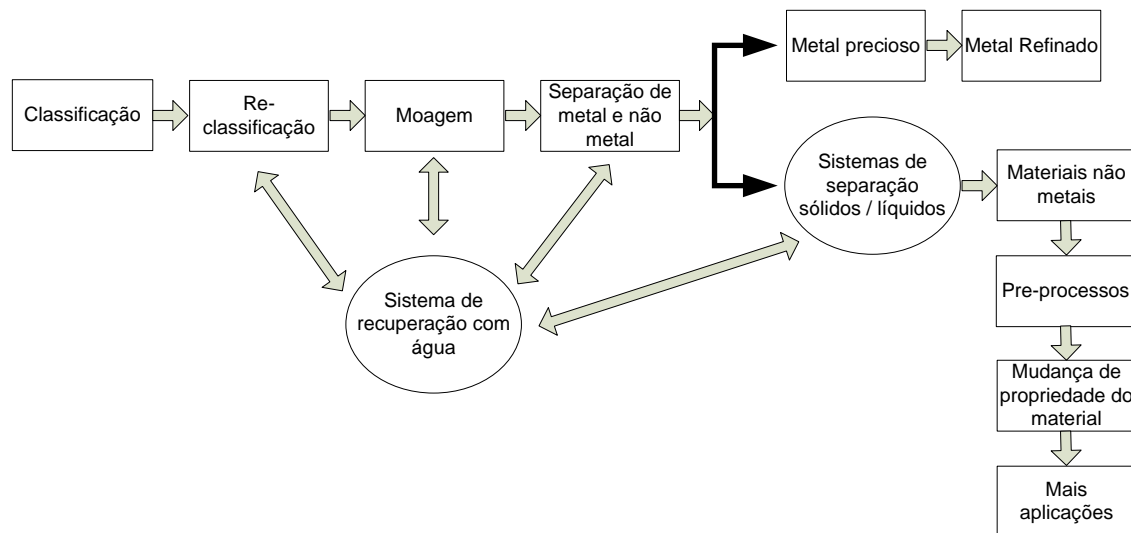 Classificação
Re-
classificação
Moagem
Separação de
metal e não
metal
Metal precioso
Metal Refinado
Sistemas de
separação
sólidos / líquidos
Materiais não
metais
Pre-processos
Mudança de
propriedade do
material
Mais
aplicações
Sistema de
recuperação com
água